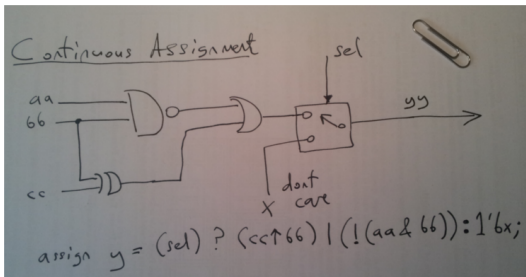 Continuous Assignment
sel
aa
bb
yy
cc
X
dont
care
assign y = (sel) ? (cc↑bb) | (!(aa & bb)) : 1'bx;